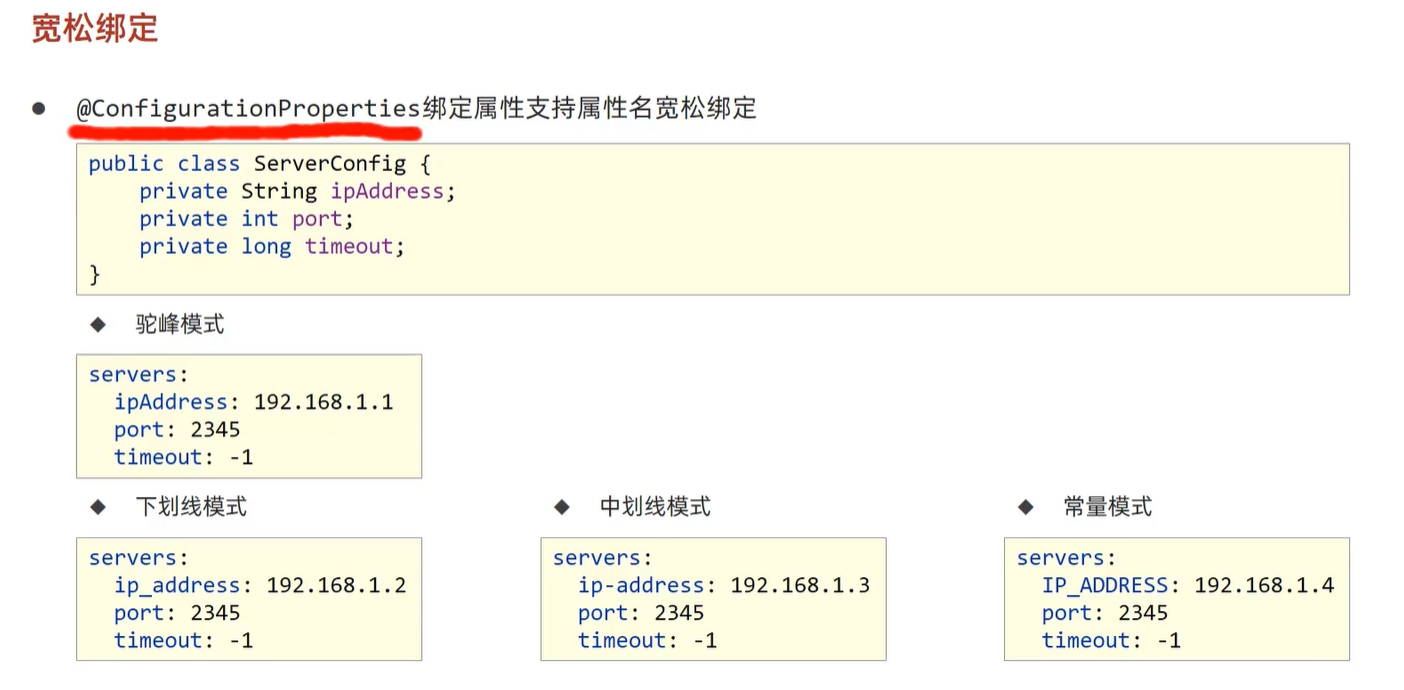 宽松绑定
● @ConfigurationProperties绑定属性支持属性名宽松绑定
public class ServerConfig {
    private String ipAddress;
    private int port;
    private long timeout;
}
◆ 驼峰模式
servers:
  ipAddress: 192.168.1.1
  port: 2345
  timeout: -1
◆ 下划线模式
servers:
  ip_address: 192.168.1.2
  port: 2345
  timeout: -1
◆ 中划线模式
servers:
  ip-address: 192.168.1.3
  port: 2345
  timeout: -1
◆ 常量模式
servers:
  IP_ADDRESS: 192.168.1.4
  port: 2345
  timeout: -1